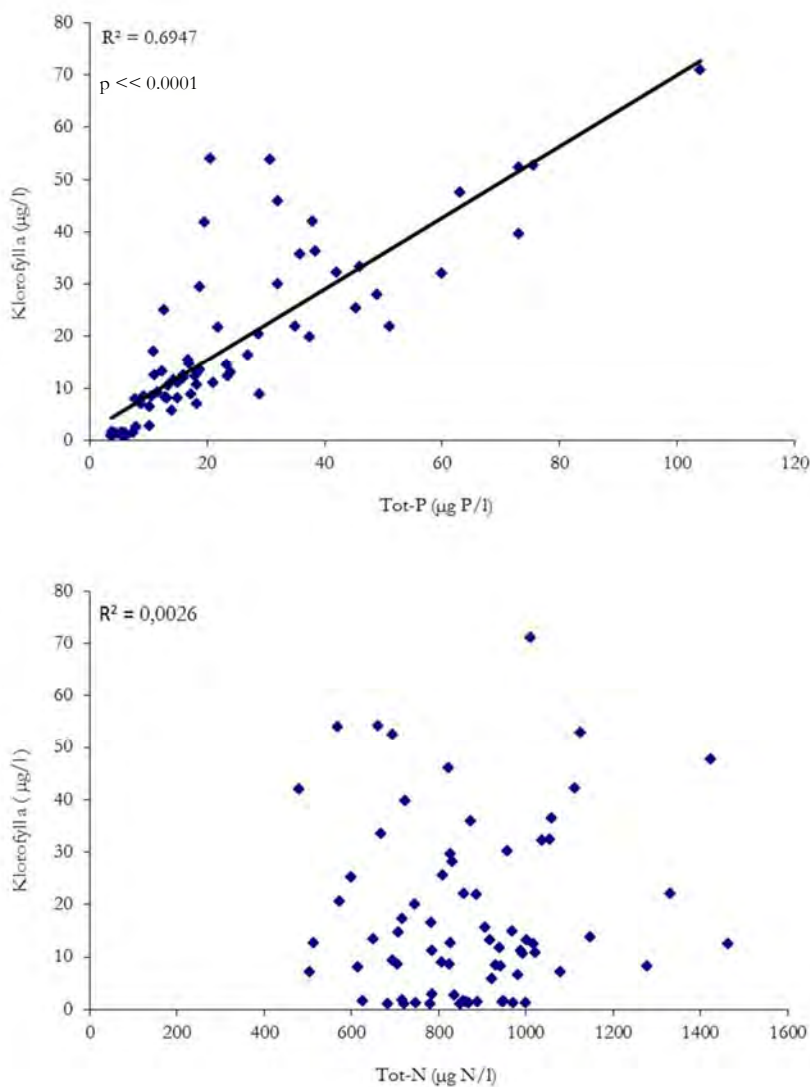 R² = 0.6947
p << 0.0001
80
70
60
50
40
30
20
10
0
Klorofyll a (µg/l)
0 20 40 60 80 100 120
Tot-P (µg P/l)
R² = 0,0026
80
70
60
50
40
30
20
10
0
Klorofyll a ( µg/l )
0 200 400 600 800 1000 1200 1400 1600
Tot-N (µg N/l)